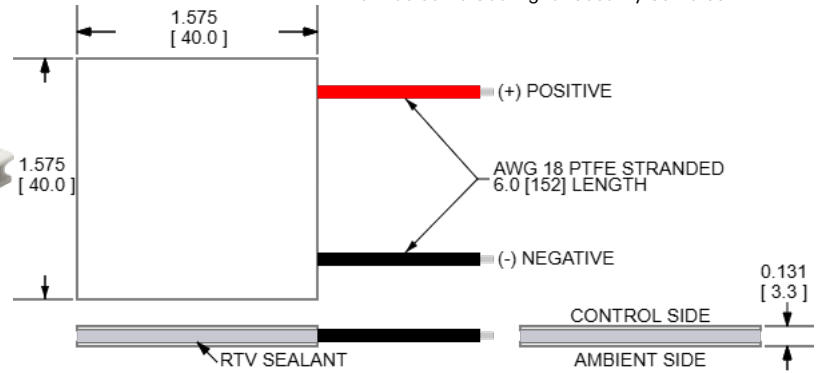 1.575
[ 40.0 ]
(+) POSITIVE
1.575
[ 40.0 ]
AWG 18 PTFE STRANDED
6.0 [152] LENGTH
(-) NEGATIVE
0.131
[ 3.3 ]
CONTROL SIDE
RTV SEALANT
AMBIENT SIDE